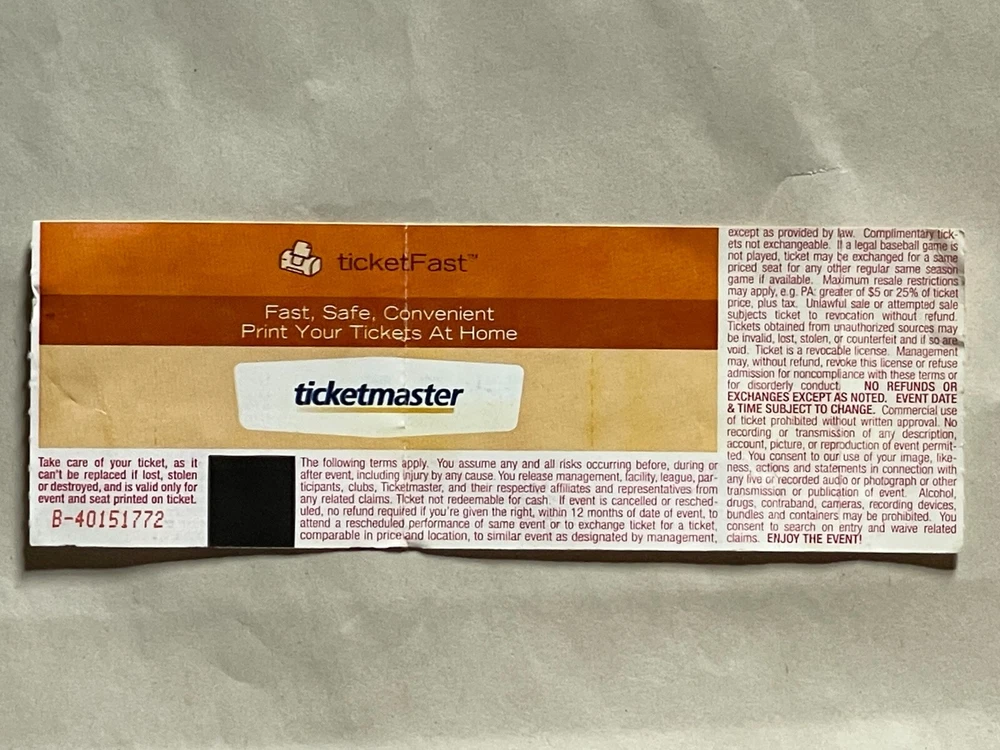 ticketFast™
Fast, Safe, Convenient
Print Your Tickets At Home
ticketmaster
Take care of your ticket, as it
can't be replaced if lost, stolen
or destroyed, and is valid only for
event and seat printed on ticket.
B-40151772
The following terms apply. You assume any and all risks occurring before, during or
after event, including injury by any cause. You release management, facility, league, par-
ticipants, clubs, Ticketmaster, and their respective affiliates and representatives from
any related claims. Ticket not redeemable for cash. If event is cancelled or resched-
uled, no refund required if you're given the right, within 12 months of date of event, to
attend a rescheduled performance of same event or to exchange ticket for a ticket,
comparable in price and location, to similar event as designated by management,
except as provided by law. Complimentary tick-
ets not exchangeable. If a legal baseball game is
not played, ticket may be exchanged for a same
priced seat for any other regular same season
game if available. Maximum resale restrictions
may apply, e.g. PA: greater of $5 or 25% of ticket
price, plus tax. Unlawful sale or attempted sale
subjects ticket to revocation without refund.
Tickets obtained from unauthorized sources may
be invalid, lost, stolen, or counterfeit and if so are
void. Ticket is a revocable license. Management
may, without refund, revoke this license or refuse
admission for noncompliance with these terms or
for disorderly conduct. NO REFUNDS OR
EXCHANGES EXCEPT AS NOTED. EVENT DATE
& TIME SUBJECT TO CHANGE. Commercial use
of ticket prohibited without written approval. No
recording or transmission of any description,
account, picture, or reproduction of event permit-
ted. You consent to our use of your image, like-
ness, actions and statements in connection with
any live or recorded audio or photograph or other
transmission or publication of event. Alcohol,
drugs, contraband, cameras, recording devices,
bundles and containers may be prohibited. You
consent to search on entry and waive related
claims. ENJOY THE EVENT!